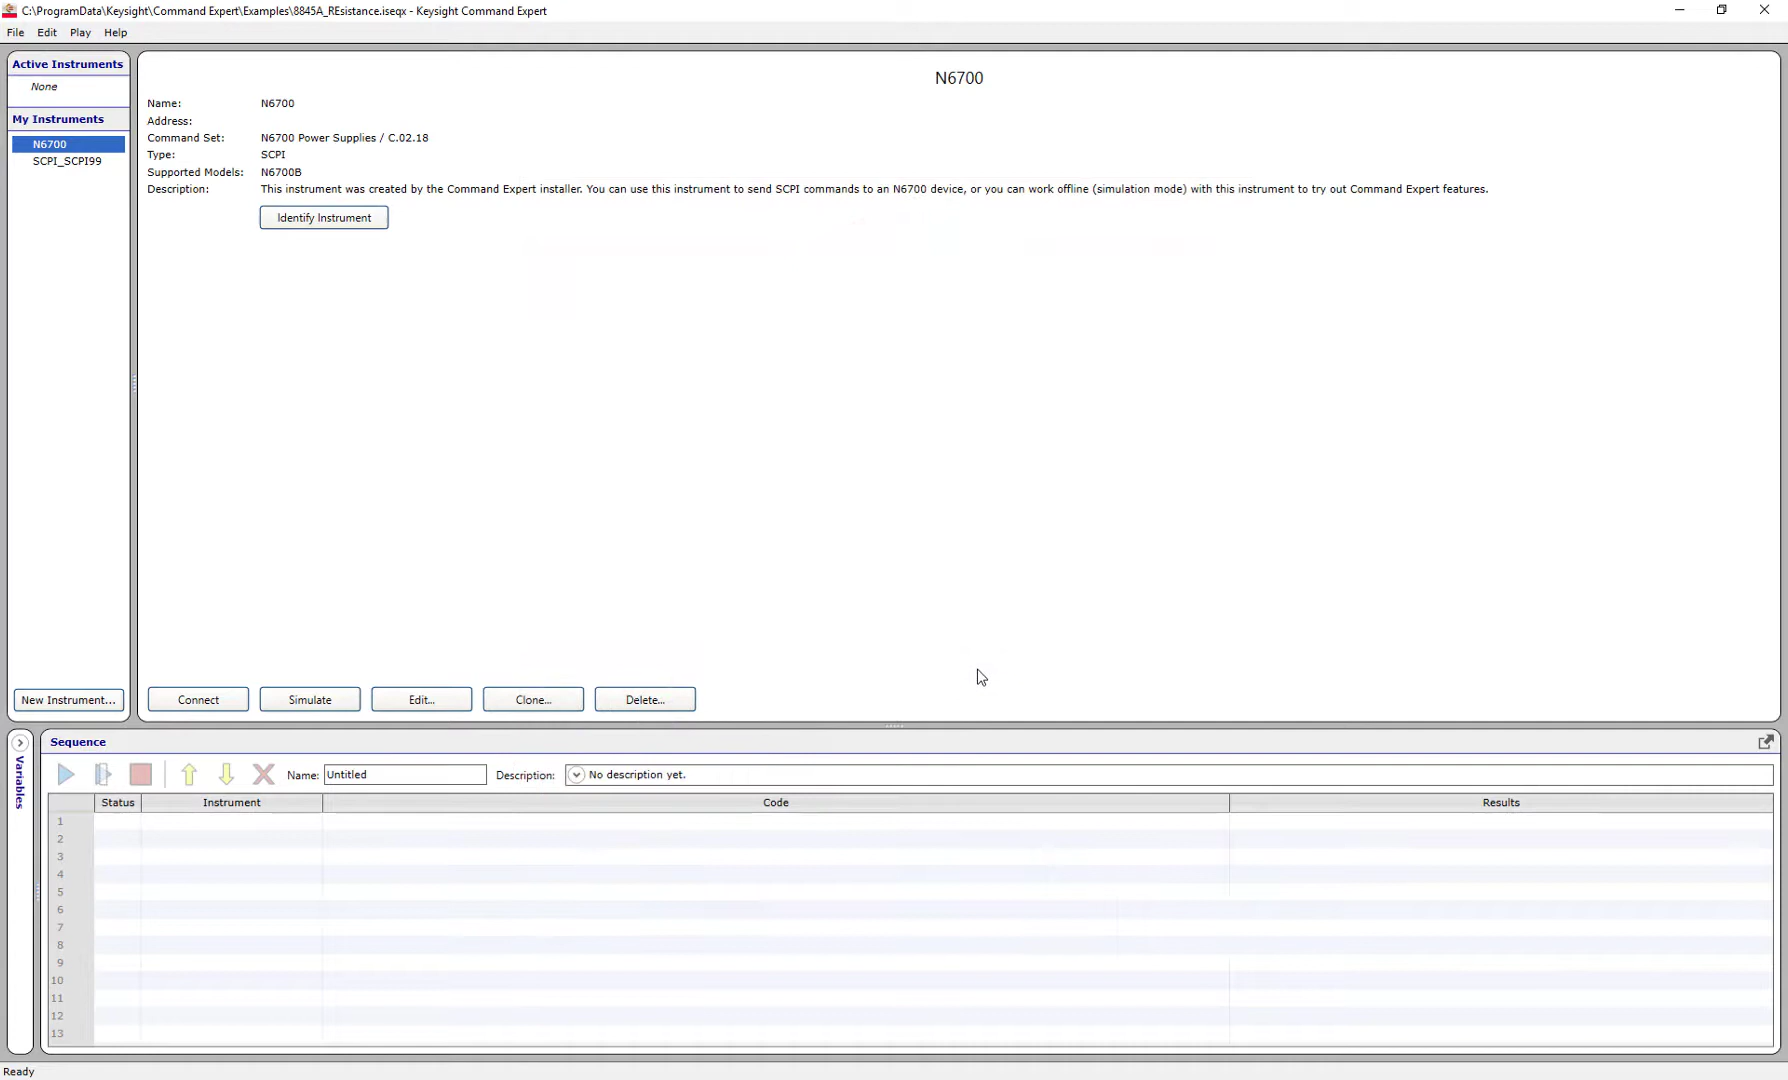 C:\ProgramData\Keysight\Command Expert\Examples\8845A_REsistance.iseqx - Keysight Command Expert
File Edit Play Help
Active Instruments
None
My Instruments
N6700
SCPI_SCPI99
New Instrument...
N6700
Name: N6700
Address:
Command Set: N6700 Power Supplies / C.02.18
Type: SCPI
Supported Models: N6700B
Description: This instrument was created by the Command Expert installer. You can use this instrument to send SCPI commands to an N6700 device, or you can work offline (simulation mode) with this instrument to try out Command Expert features.
Identify Instrument
Connect Simulate Edit... Clone... Delete...
Variables
Sequence
Name: Untitled Description: No description yet.
Status Instrument Code Results
1
2
3
4
5
6
7
8
9
10
11
12
13
Ready